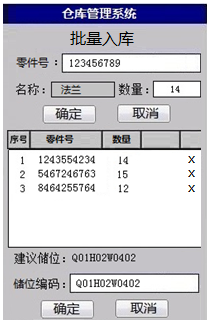 仓库管理系统
批量入库
零件号： 123456789
名称： 法兰 数量： 14
确定 取消
序号 零件号 数量
1 1243554234 14 X
2 5467246763 15 X
3 8464255764 12 X
建议储位：Q01H02W0402
储位编码：Q01H02W0402
确定 取消